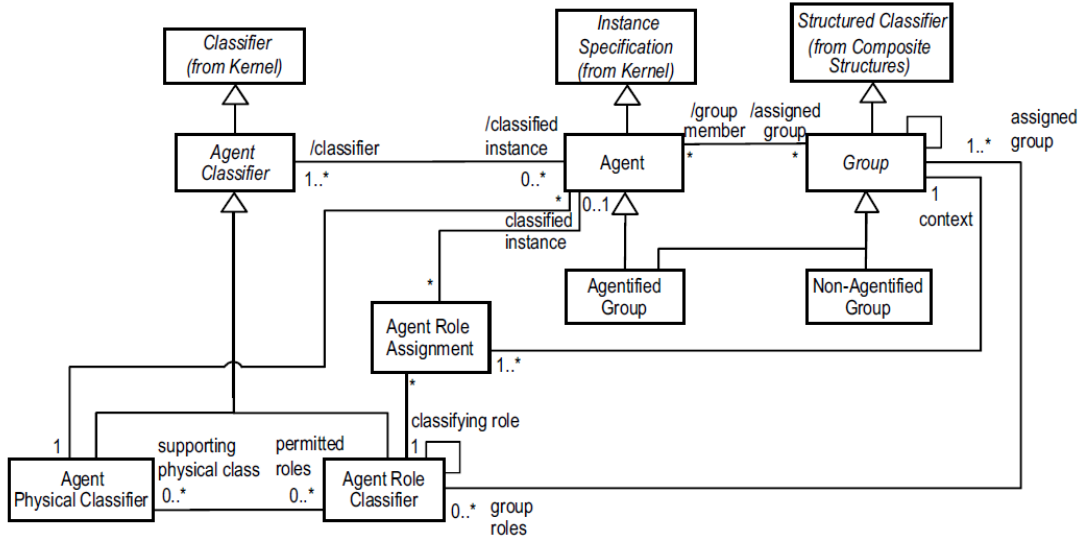 Classifier
(from Kernel)
Instance
Specification
(from Kernel)
Structured Classifier
(from Composite
Structures)
Agent
Classifier
/classifier
1..*
/classified
instance
0..*
Agent
/group
member
*
/assigned
group
*
Group
1..*
assigned
group
1
context
*
0..1
classified
instance
*
Agentified
Group
Non-Agentified
Group
Agent Role
Assignment
1..*
*
classifying role
1
1
supporting
physical class
0..*
permitted
roles
0..*
Agent
Physical Classifier
Agent Role
Classifier
0..*
group
roles